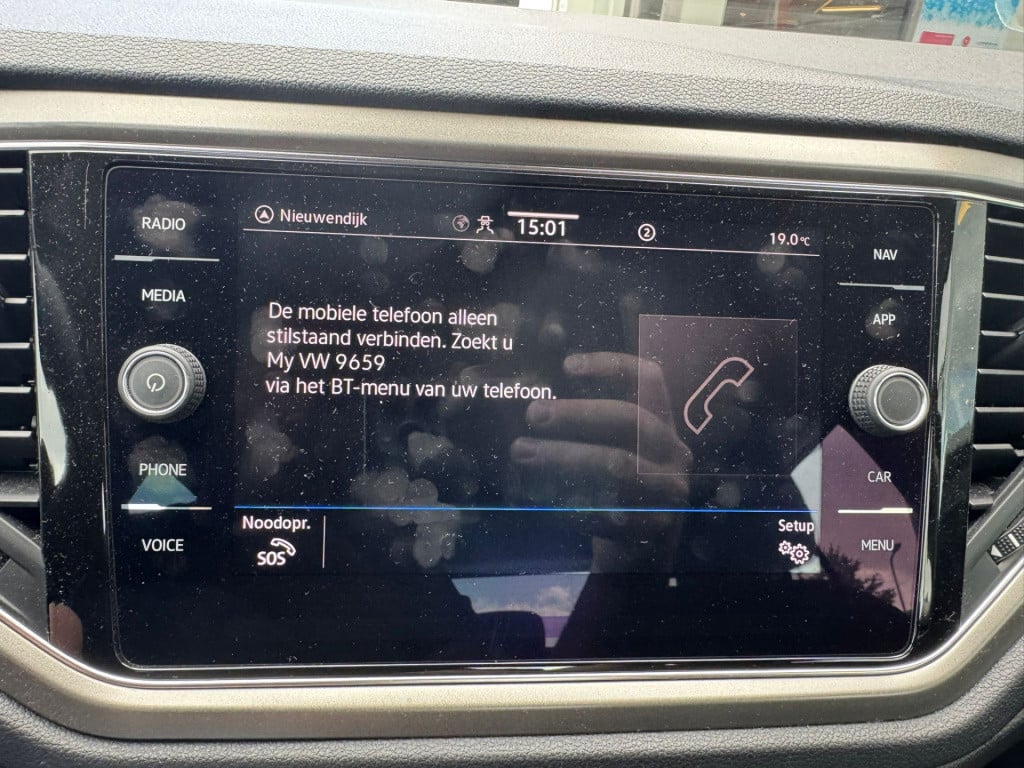 RADIO
MEDIA
PHONE
VOICE
Nieuwendijk
15:01
2
19.0°C
De mobiele telefoon alleen
stilstaand verbinden. Zoekt u
My VW 9659
via het BT-menu van uw telefoon.
Noodopr.
SOS
Setup
NAV
APP
CAR
MENU